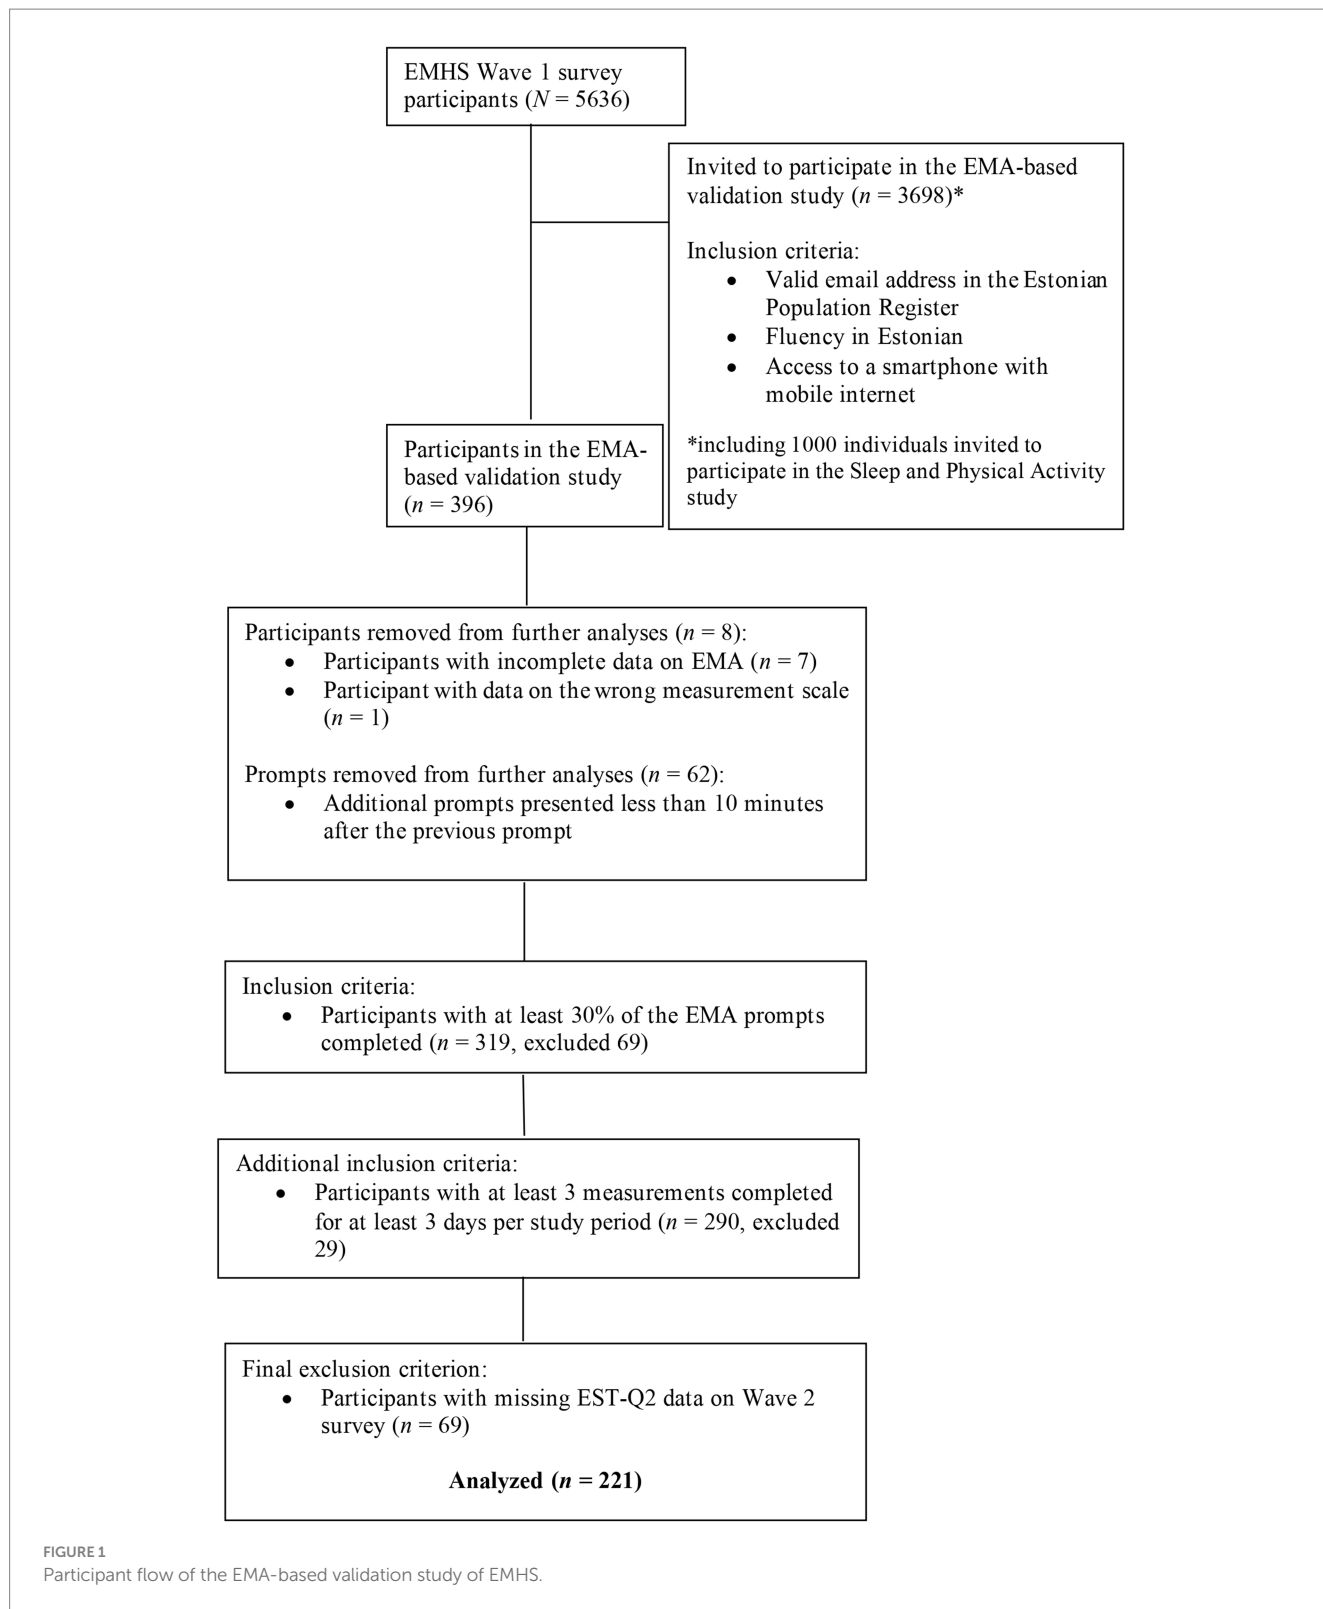 EMHS Wave 1 survey
participants (N = 5636)
Invited to participate in the EMA-based
validation study (n = 3698)*
Inclusion criteria:
• Valid email address in the Estonian
Population Register
• Fluency in Estonian
• Access to a smartphone with
mobile internet
*including 1000 individuals invited to
participate in the Sleep and Physical Activity
study
Participants in the EMA-
based validation study
(n = 396)
Participants removed from further analyses (n = 8):
• Participants with incomplete data on EMA (n = 7)
• Participant with data on the wrong measurement scale
(n = 1)
Prompts removed from further analyses (n = 62):
• Additional prompts presented less than 10 minutes
after the previous prompt
Inclusion criteria:
• Participants with at least 30% of the EMA prompts
completed (n = 319, excluded 69)
Additional inclusion criteria:
• Participants with at least 3 measurements completed
for at least 3 days per study period (n = 290, excluded
29)
Final exclusion criterion:
• Participants with missing EST-Q2 data on Wave 2
survey (n = 69)
Analyzed (n = 221)
FIGURE 1
Participant flow of the EMA-based validation study of EMHS.